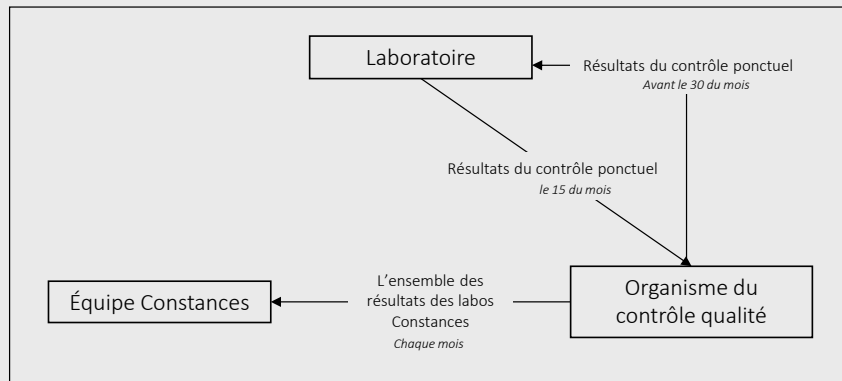 Laboratoire
Résultats du contrôle ponctuel
Avant le 30 du mois
Résultats du contrôle ponctuel
le 15 du mois
Équipe Constances
L'ensemble des
résultats des labos
Constances
Chaque mois
Organisme du
contrôle qualité